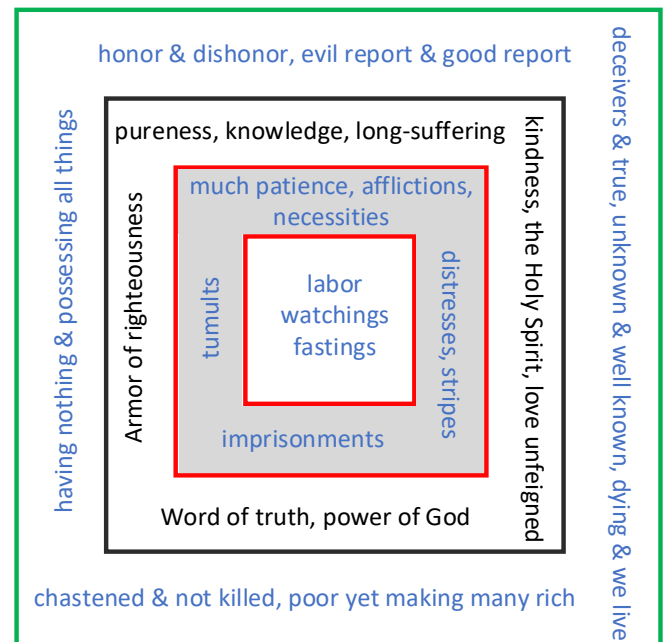 honor & dishonor, evil report & good report
deceivers & true, unknown & well known, dying & we live
chastened & not killed, poor yet making many rich
having nothing & possessing all things
pureness, knowledge, long-suffering
kindness, the Holy Spirit, love unfeigned
Word of truth, power of God
Armor of righteousness
much patience, afflictions,
necessities
distresses, stripes
imprisonments
tumults
labor
watchings
fastings